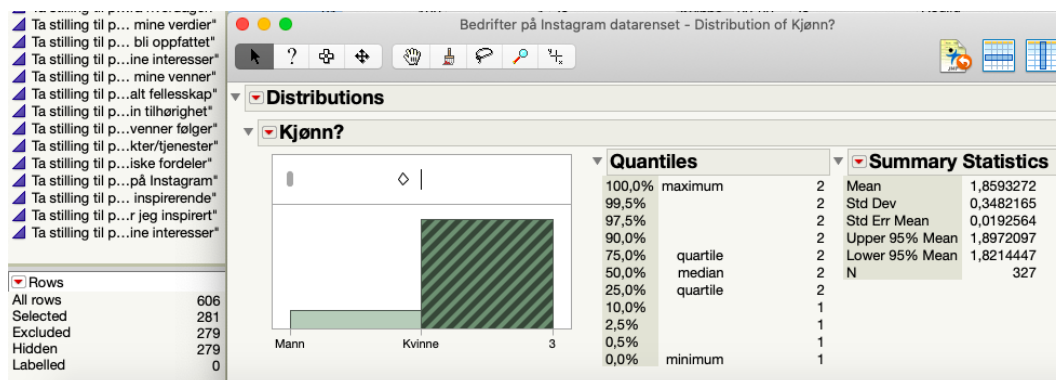 Ta stilling til p... bli oppfattet"
Ta stilling til p...ine interesser"
Ta stilling til p... mine venner"
Ta stilling til p...alt fellesskap"
Ta stilling til p...in tilhørighet"
Ta stilling til p...venner følger"
Ta stilling til p...kter/tjenester"
Ta stilling til p...iske fordeler"
Ta stilling til p...på Instagram"
Ta stilling til p... inspirerende"
Ta stilling til p...r jeg inspirert"
Ta stilling til p...ine interesser"
Rows
All rows 606
Selected 281
Excluded 279
Hidden 279
Labelled 0
Bedrifter på Instagram datarenset - Distribution of Kjønn?
Distributions
Kjønn?
Mann Kvinne 3
Quantiles
100,0% maximum 2
99,5% 2
97,5% 2
90,0% 2
75,0% quartile 2
50,0% median 2
25,0% quartile 2
10,0% 1
2,5% 1
0,5% 1
0,0% minimum 1
Summary Statistics
Mean 1,8593272
Std Dev 0,3482165
Std Err Mean 0,0192564
Upper 95% Mean 1,8972097
Lower 95% Mean 1,8214447
N 327